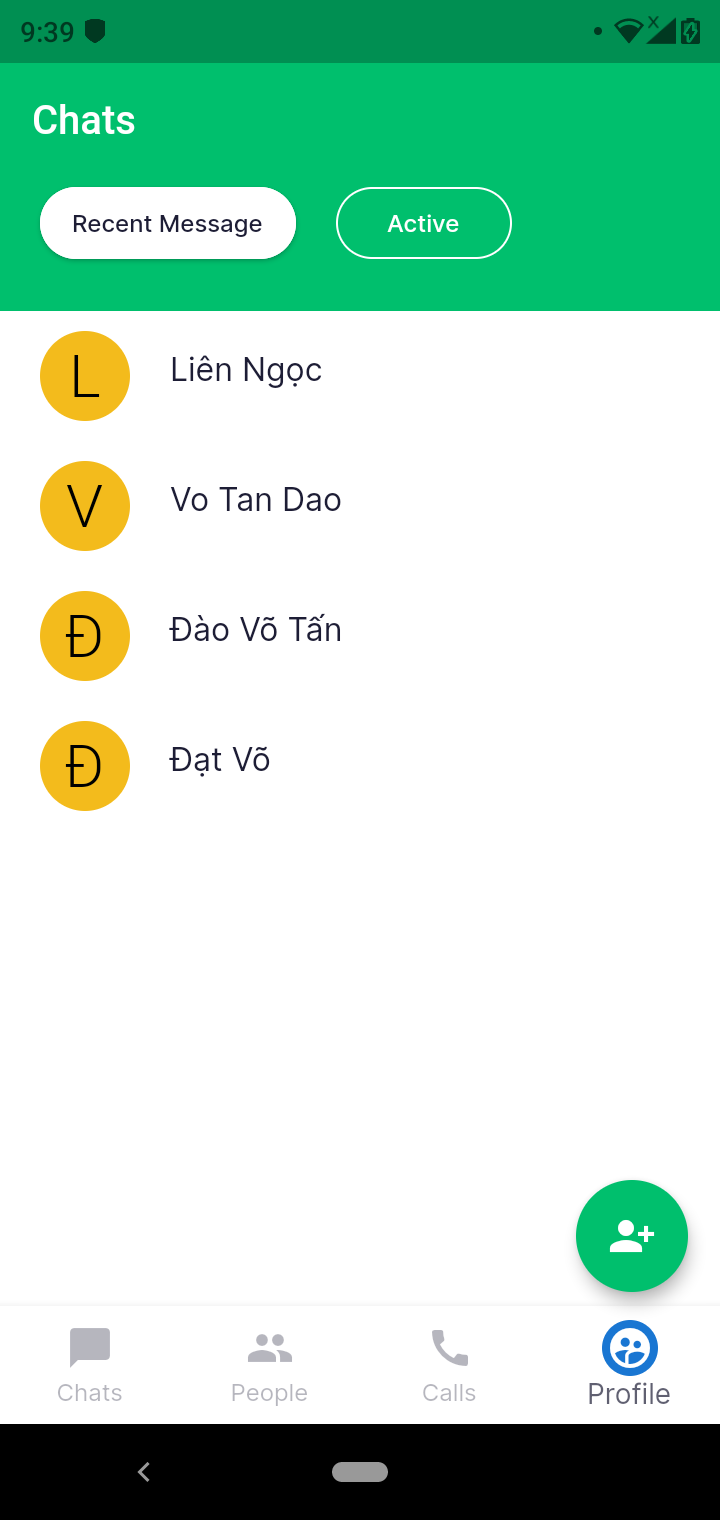 9:39
Chats
Recent Message
Active
L
Liên Ngọc
V
Vo Tan Dao
Đ
Đào Võ Tấn
Đ
Đạt Võ
Chats
People
Calls
Profile